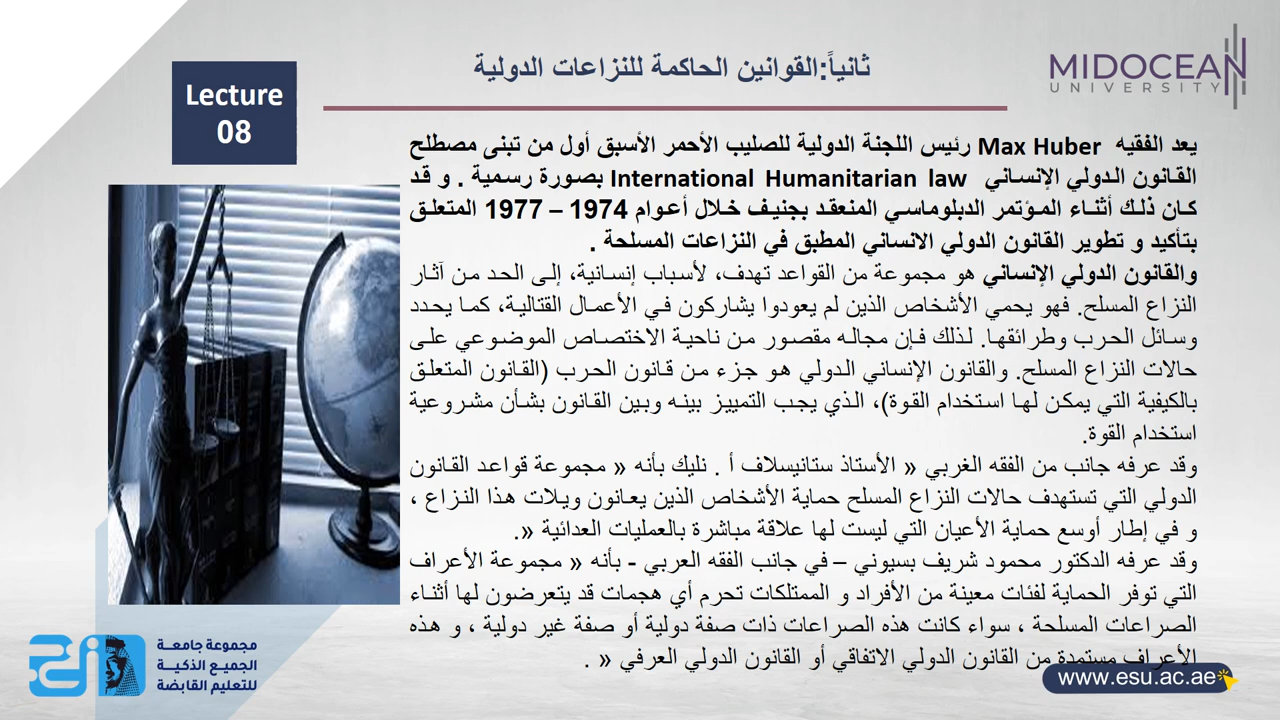 ثانياً:القوانين الحاكمة للنزاعات الدولية
MIDOCEAN
UNIVERSITY
Lecture
08
يعد الفقيه Max Huber رئيس اللجنة الدولية للصليب الأحمر الأسبق أول من تبنى مصطلح
القانون الدولي الإنساني International Humanitarian law بصورة رسمية . و قد
كان ذلك أثناء المؤتمر الدبلوماسي المنعقد بجنيف خلال أعوام 1974 – 1977 المتعلق
بتأكيد و تطوير القانون الدولي الانساني المطبق في النزاعات المسلحة .
والقانون الدولي الإنساني هو مجموعة من القواعد تهدف، لأسباب إنسانية، إلى الحد من آثار
النزاع المسلح. فهو يحمي الأشخاص الذين لم يعودوا يشاركون في الأعمال القتالية، كما يحدد
وسائل الحرب وطرائقها. لذلك فإن مجاله مقصور من ناحية الاختصاص الموضوعي على
حالات النزاع المسلح. والقانون الإنساني الدولي هو جزء من قانون الحرب (القانون المتعلق
بالكيفية التي يمكن لها استخدام القوة)، الذي يجب التمييز بينه وبين القانون بشأن مشروعية
استخدام القوة.
وقد عرفه جانب من الفقه الغربي « الأستاذ ستانيسلاف أ . نليك بأنه « مجموعة قواعد القانون
الدولي التي تستهدف حالات النزاع المسلح حماية الأشخاص الذين يعانون ويلات هذا النزاع ،
و في إطار أوسع حماية الأعيان التي ليست لها علاقة مباشرة بالعمليات العدائية «.
وقد عرفه الدكتور محمود شريف بسيوني – في جانب الفقه العربي - بأنه « مجموعة الأعراف
التي توفر الحماية لفئات معينة من الأفراد و الممتلكات تحرم أي هجمات قد يتعرضون لها أثناء
الصراعات المسلحة ، سواء كانت هذه الصراعات ذات صفة دولية أو صفة غير دولية ، و هذه
الأعراف مستمدة من القانون الدولي الاتفاقي أو القانون الدولي العرفي « .
مجموعة جامعة
الجميع الذكية
للتعليم القابضة
www.esu.ac.ae